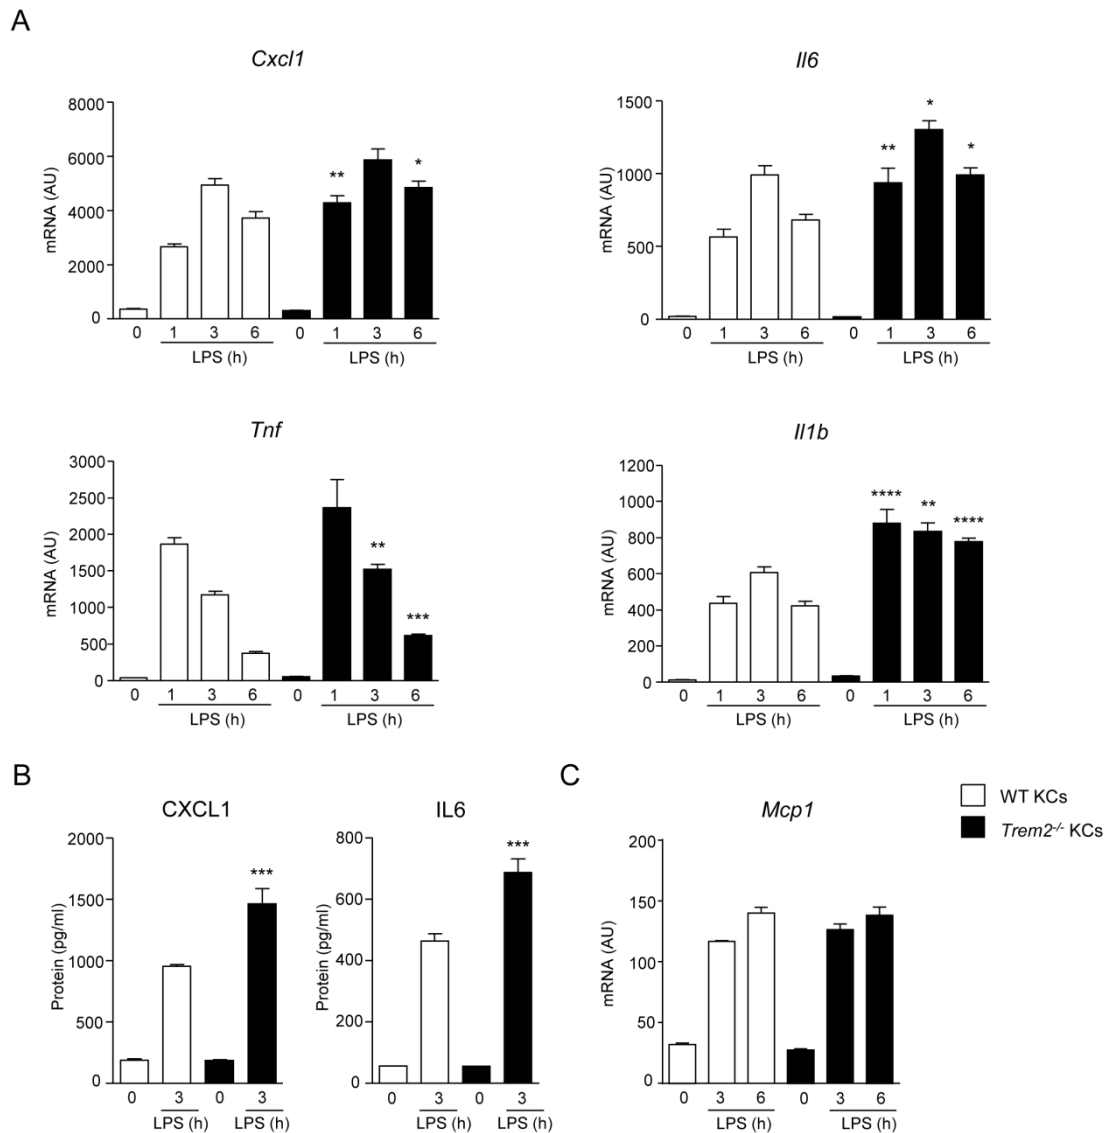 A
Cxcl1
8000
6000
4000
2000
0
mRNA (AU)
** *
0 1 3 6 0 1 3 6
LPS (h) LPS (h)
Il6
1500
1000
500
0
mRNA (AU)
** * *
0 1 3 6 0 1 3 6
LPS (h) LPS (h)
Tnf
3000
2500
2000
1500
1000
500
0
mRNA (AU)
** ***
0 1 3 6 0 1 3 6
LPS (h) LPS (h)
Il1b
1200
1000
800
600
400
200
0
mRNA (AU)
**** ** ****
0 1 3 6 0 1 3 6
LPS (h) LPS (h)
B
CXCL1
2000
1500
1000
500
0
Protein (pg/ml)
***
0 3 0 3
LPS (h) LPS (h)
IL6
800
600
400
200
0
Protein (pg/ml)
***
0 3 0 3
LPS (h) LPS (h)
C
Mcp1
200
150
100
50
0
mRNA (AU)
0 3 6 0 3 6
LPS (h) LPS (h)
WT KCs
Trem2-/- KCs